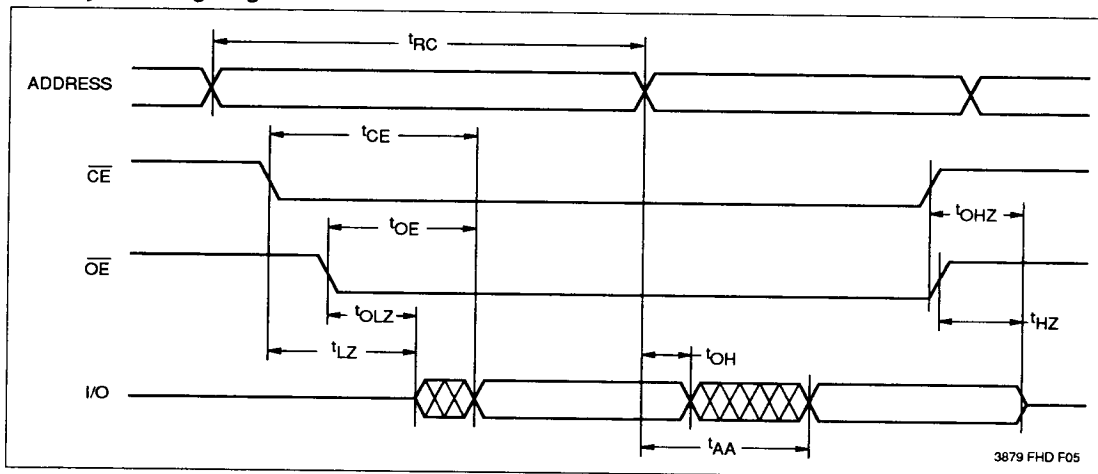 tRC
ADDRESS
tCE
CE
tOHZ
tOE
OE
tOLZ
tHZ
tLZ
tOH
I/O
tAA
3879 FHD F05